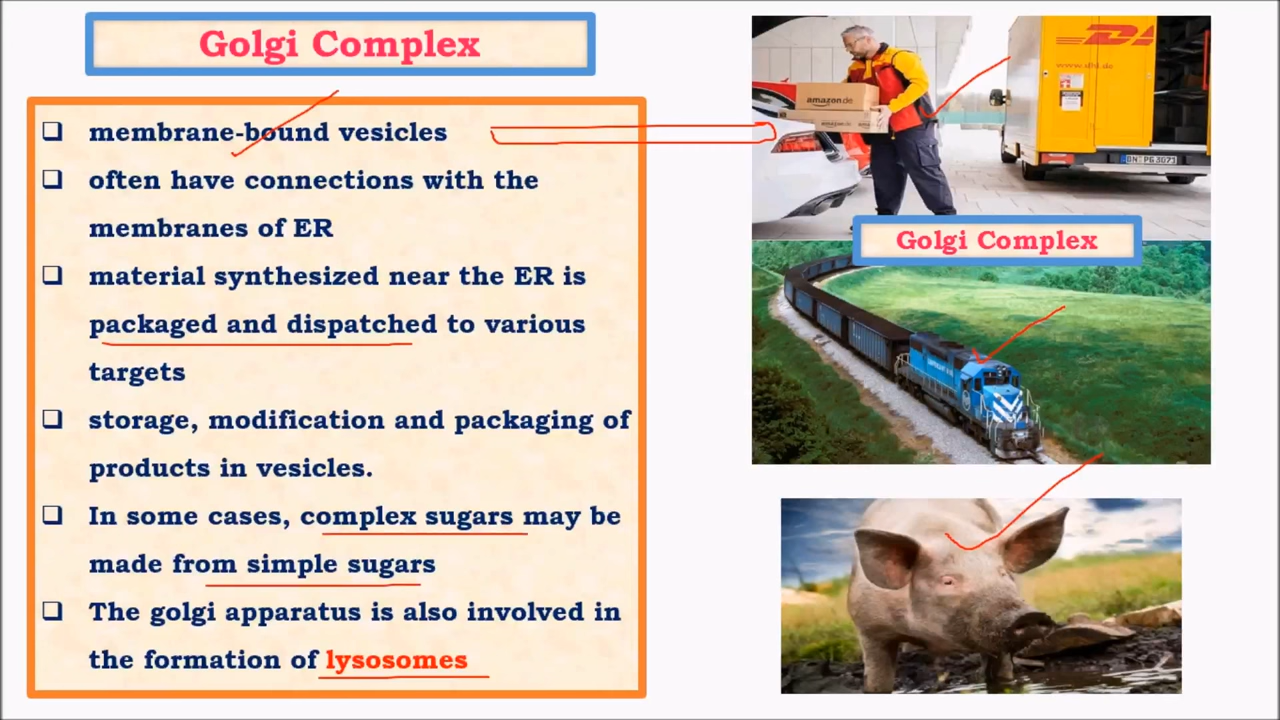 Golgi Complex
❑ membrane-bound vesicles
❑ often have connections with the
membranes of ER
❑ material synthesized near the ER is
packaged and dispatched to various
targets
❑ storage, modification and packaging of
products in vesicles.
❑ In some cases, complex sugars may be
made from simple sugars
❑ The golgi apparatus is also involved in
the formation of lysosomes
amazon.de
www.dhl.de
Golgi Complex